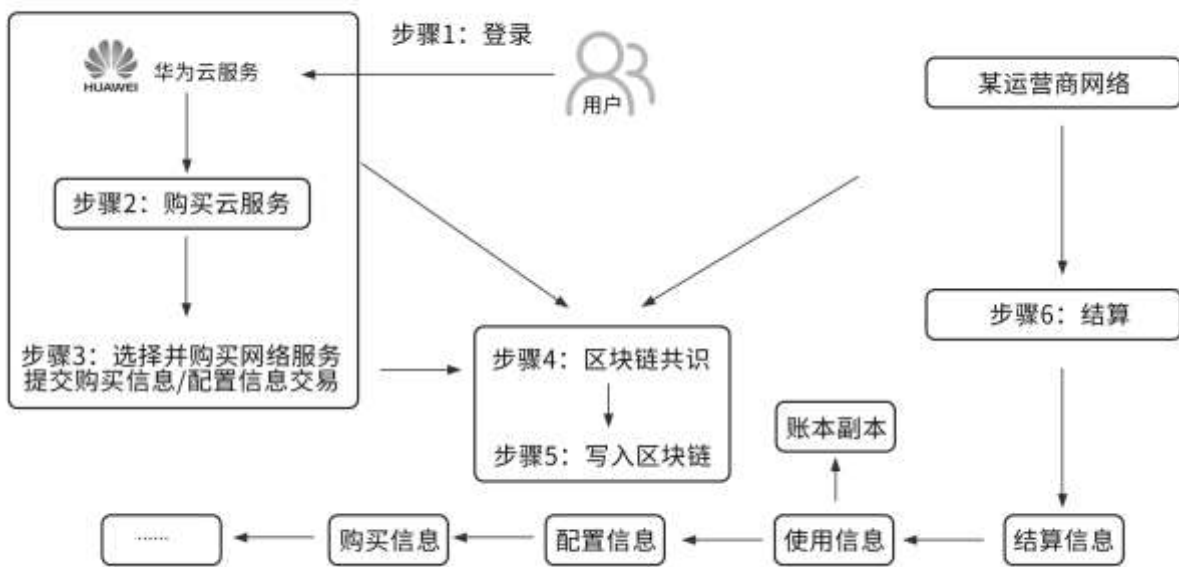 步骤1：登录
HUAWEI
华为云服务
用户
某运营商网络
步骤2：购买云服务
步骤3：选择并购买网络服务
提交购买信息/配置信息交易
步骤4：区块链共识
步骤5：写入区块链
步骤6：结算
账本副本
......
购买信息
配置信息
使用信息
结算信息